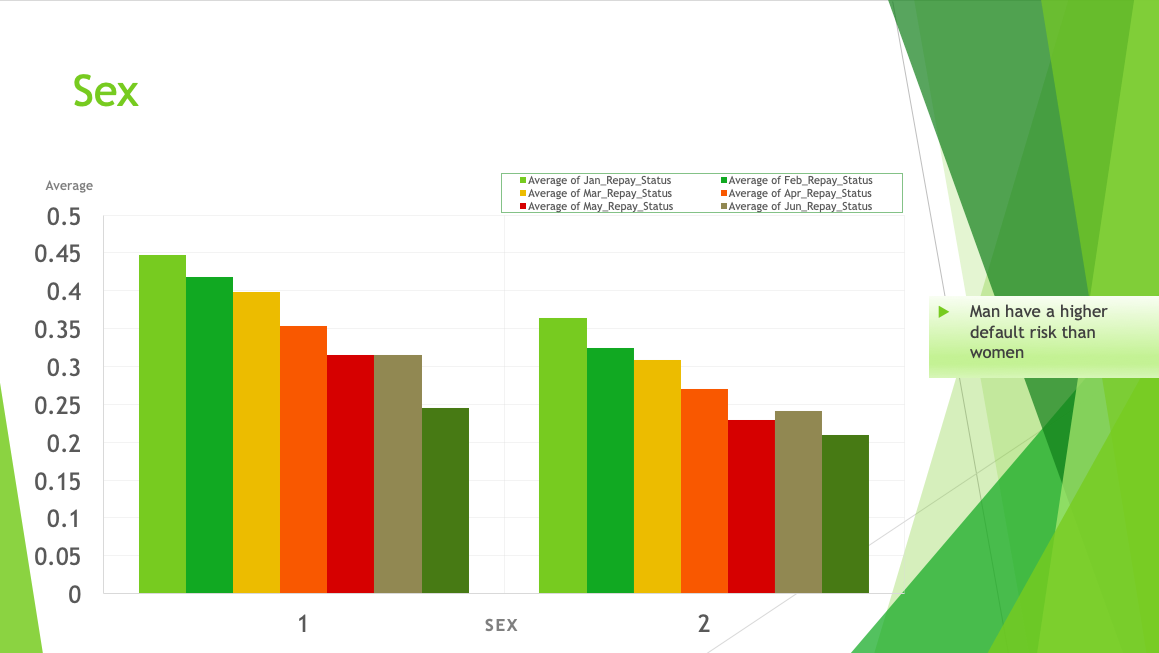 Sex
Average
Average of Jan_Repay_Status Average of Feb_Repay_Status
Average of Mar_Repay_Status Average of Apr_Repay_Status
Average of May_Repay_Status Average of Jun_Repay_Status
0.5
0.45
0.4
0.35
0.3
0.25
0.2
0.15
0.1
0.05
0
1
2
SEX
Man have a higher
default risk than
women